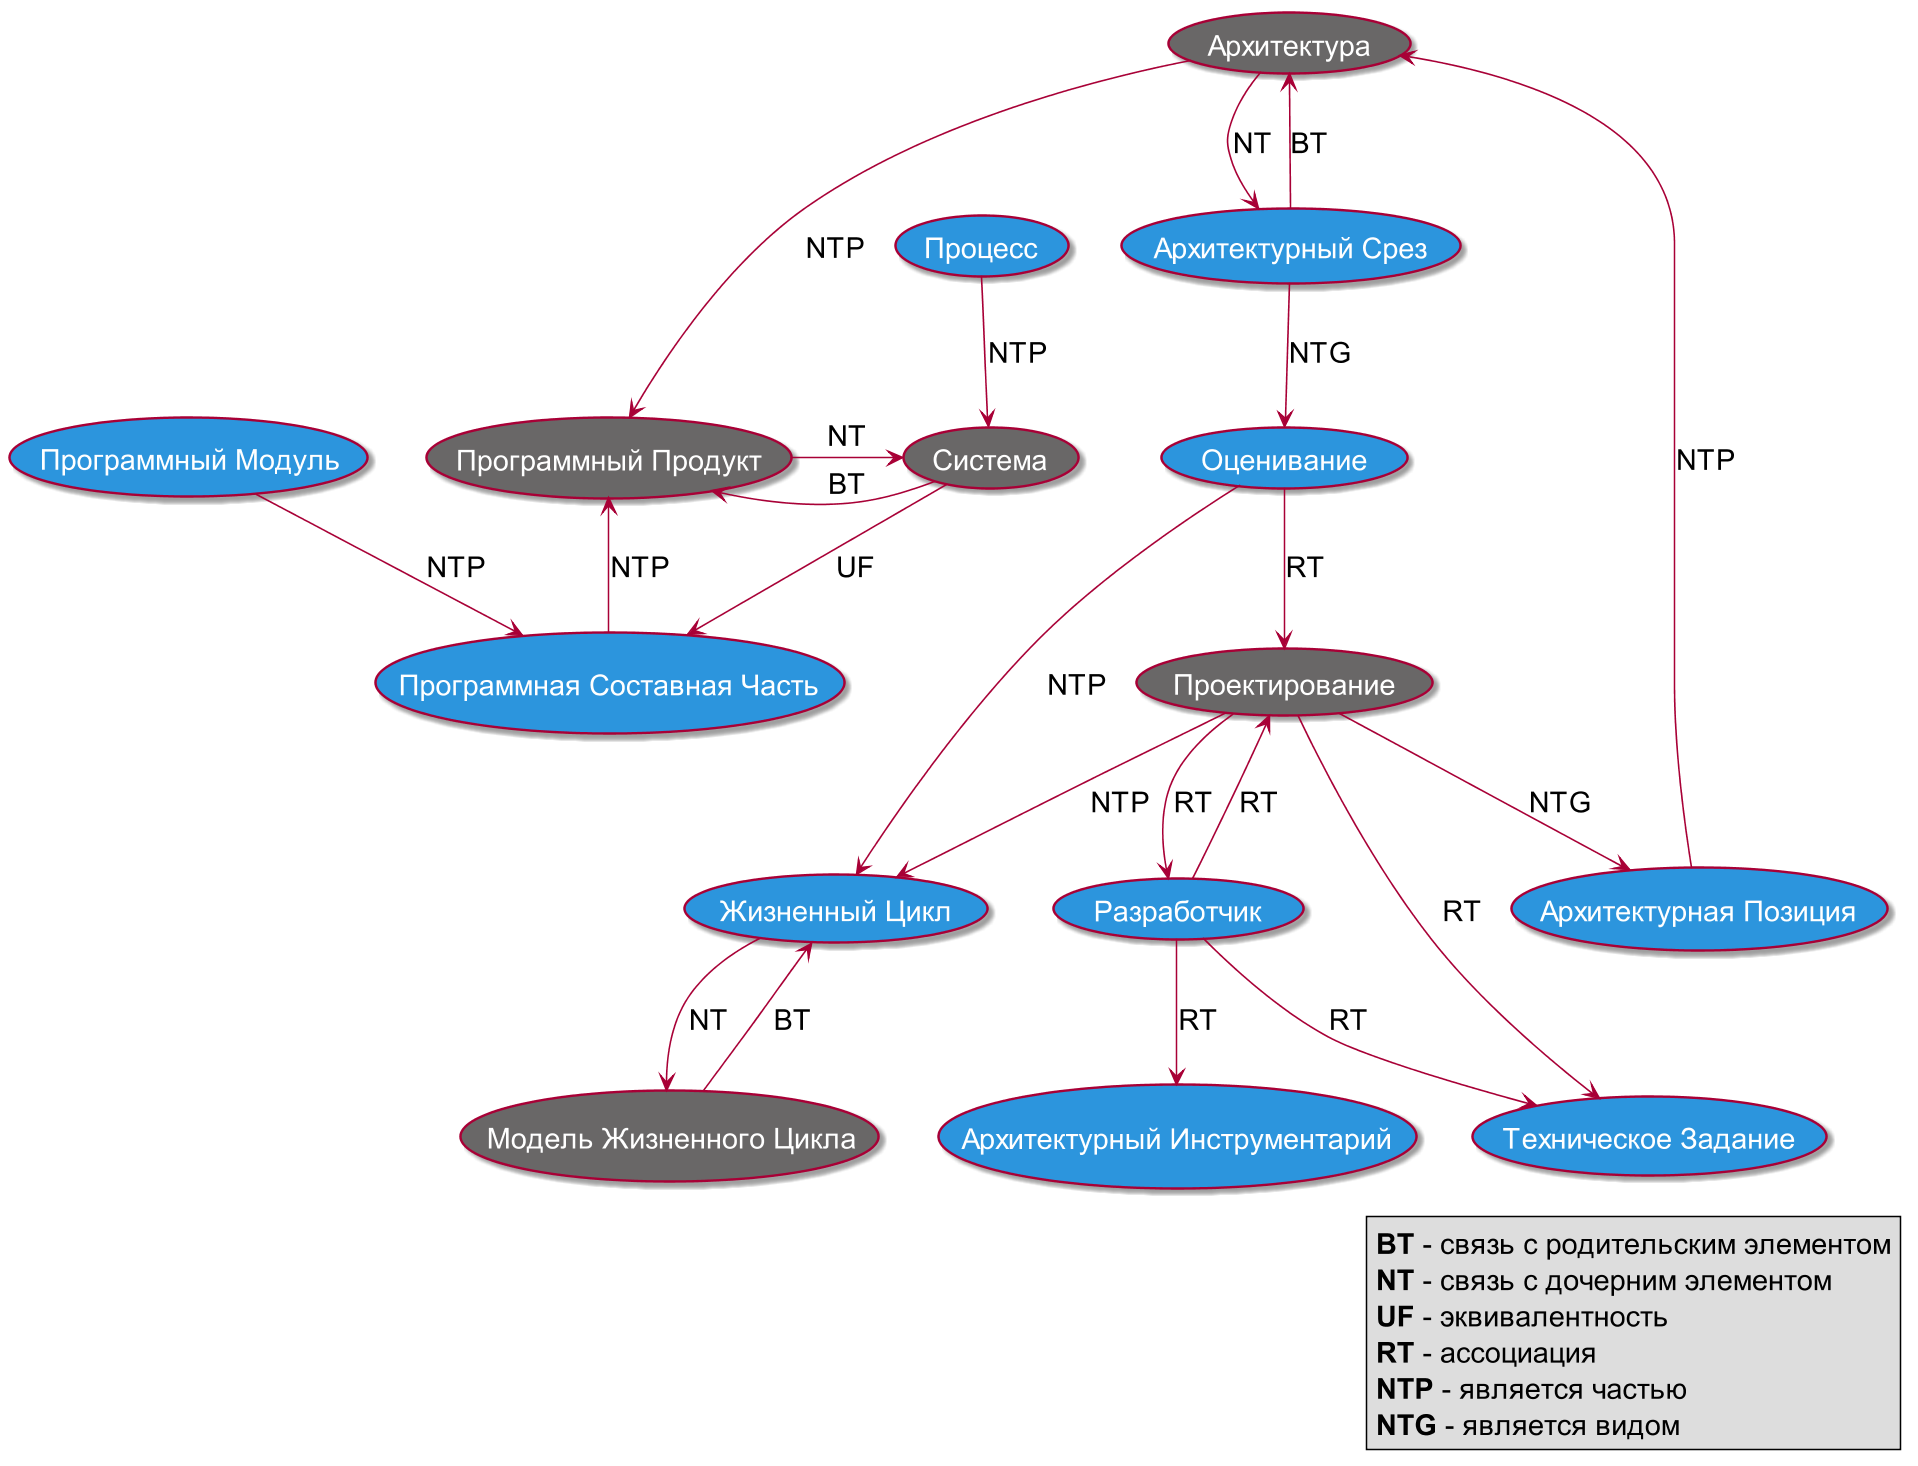 Архитектура
NT
BT
Процесс
Архитектурный Срез
NTP
NTP
NTG
Программный Модуль
Программный Продукт
NT
BT
Система
Оценивание
NTP
NTP
NTP
UF
RT
Программная Составная Часть
NTP
Проектирование
NTP
RT
RT
NTG
Жизненный Цикл
Разработчик
RT
Архитектурная Позиция
NT
BT
RT
RT
Модель Жизненного Цикла
Архитектурный Инструментарий
Техническое Задание
BT - связь с родительским элементом
NT - связь с дочерним элементом
UF - эквивалентность
RT - ассоциация
NTP - является частью
NTG - является видом